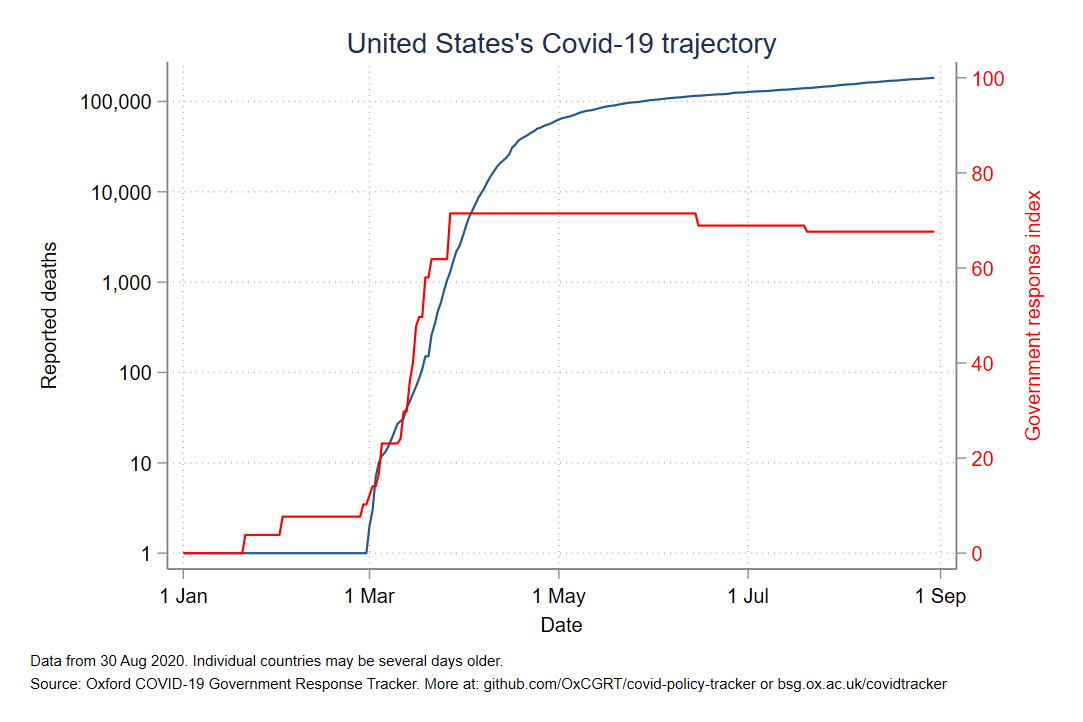 United States's Covid-19 trajectory
100,000
10,000
1,000
100
10
1
Reported deaths
100
80
60
40
20
0
Government response index
1 Jan 1 Mar 1 May 1 Jul 1 Sep
Date
Data from 30 Aug 2020. Individual countries may be several days older.
Source: Oxford COVID-19 Government Response Tracker. More at: github.com/OxCGRT/covid-policy-tracker or bsg.ox.ac.uk/covidtracker